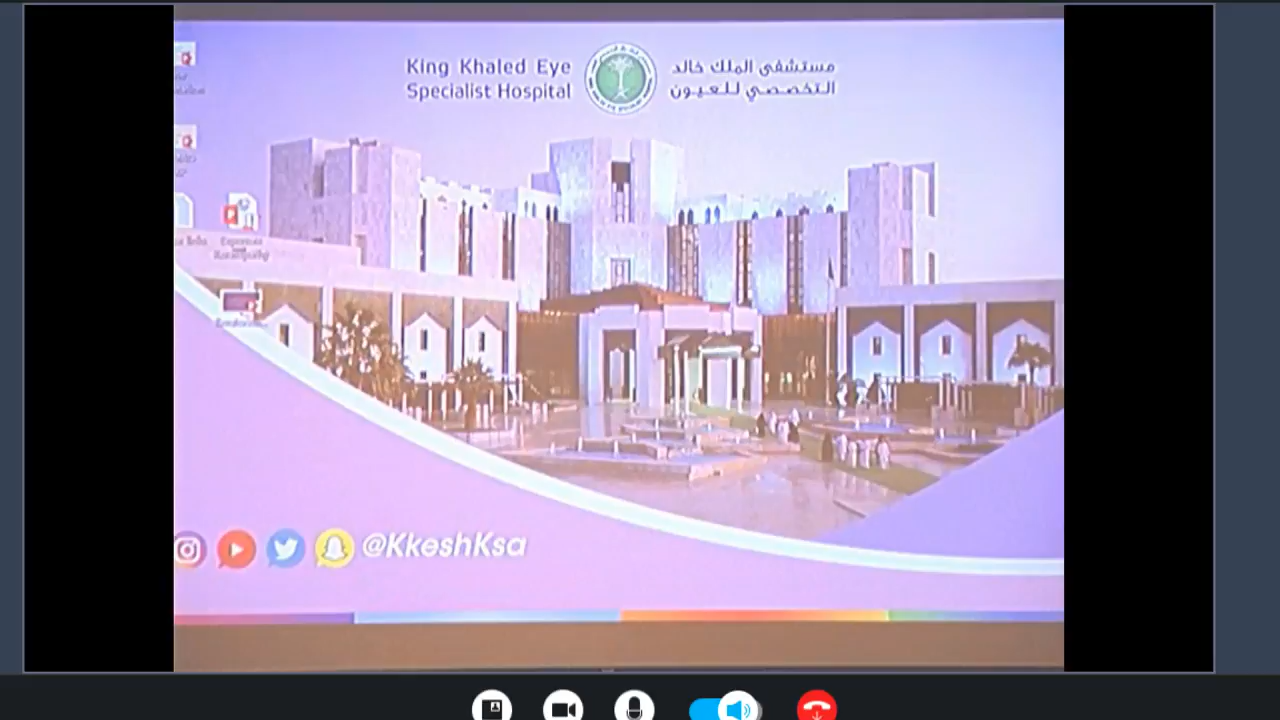 King Khaled Eye
Specialist Hospital
مستشفى الملك خالد
التخصصي للعيون
@KkeshKsa